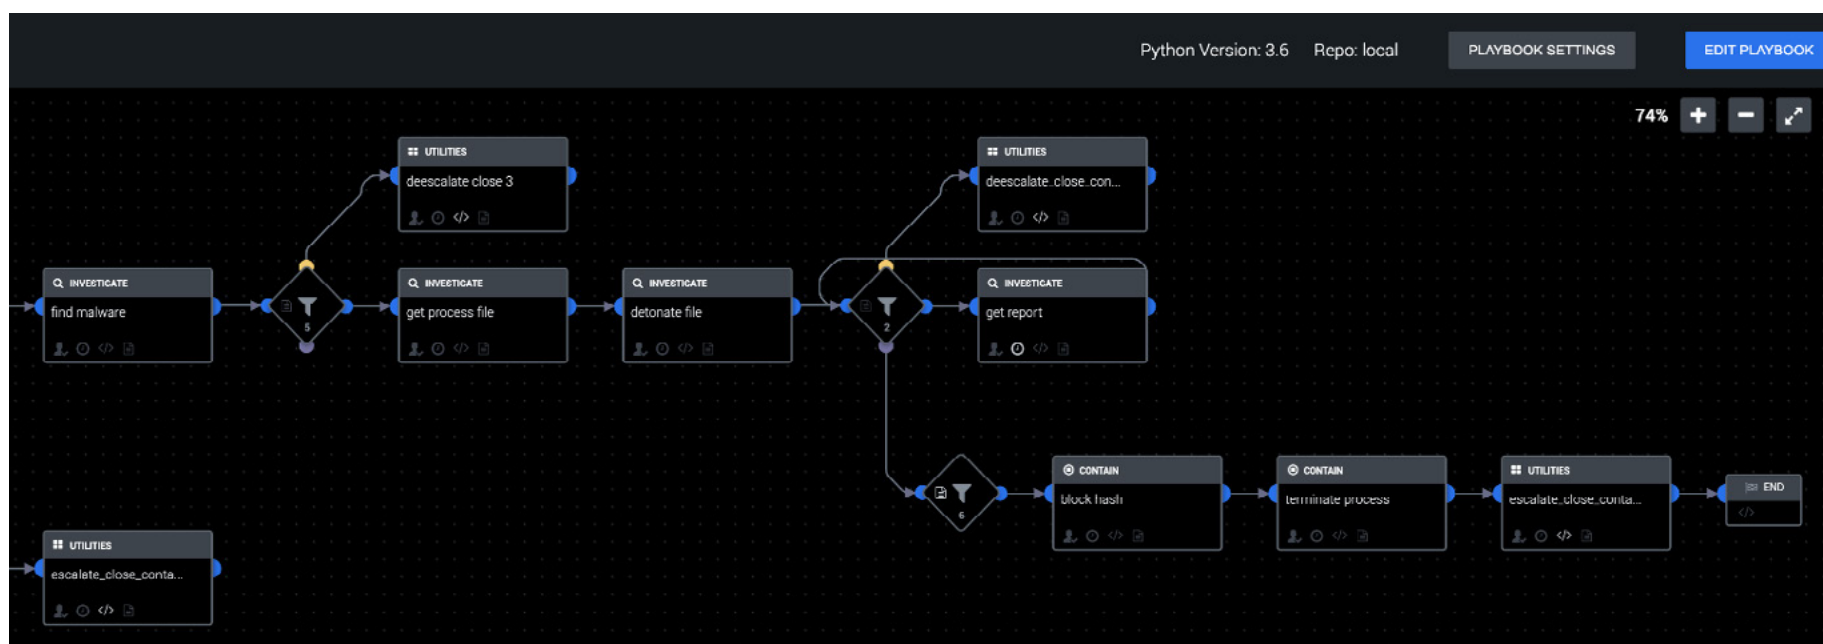 Python Version: 3.6 Repo: local PLAYBOOK SETTINGS EDIT PLAYBOOK
74%
UTILITIES
deescalate close 3
UTILITIES
deescalate_close_con...
INVESTIGATE
find malware
5
INVESTIGATE
get process file
INVESTIGATE
detonate file
2
INVESTIGATE
get report
6
CONTAIN
block hash
CONTAIN
terminate process
UTILITIES
escalate_close_conta...
END
UTILITIES
escalate_close_conta...